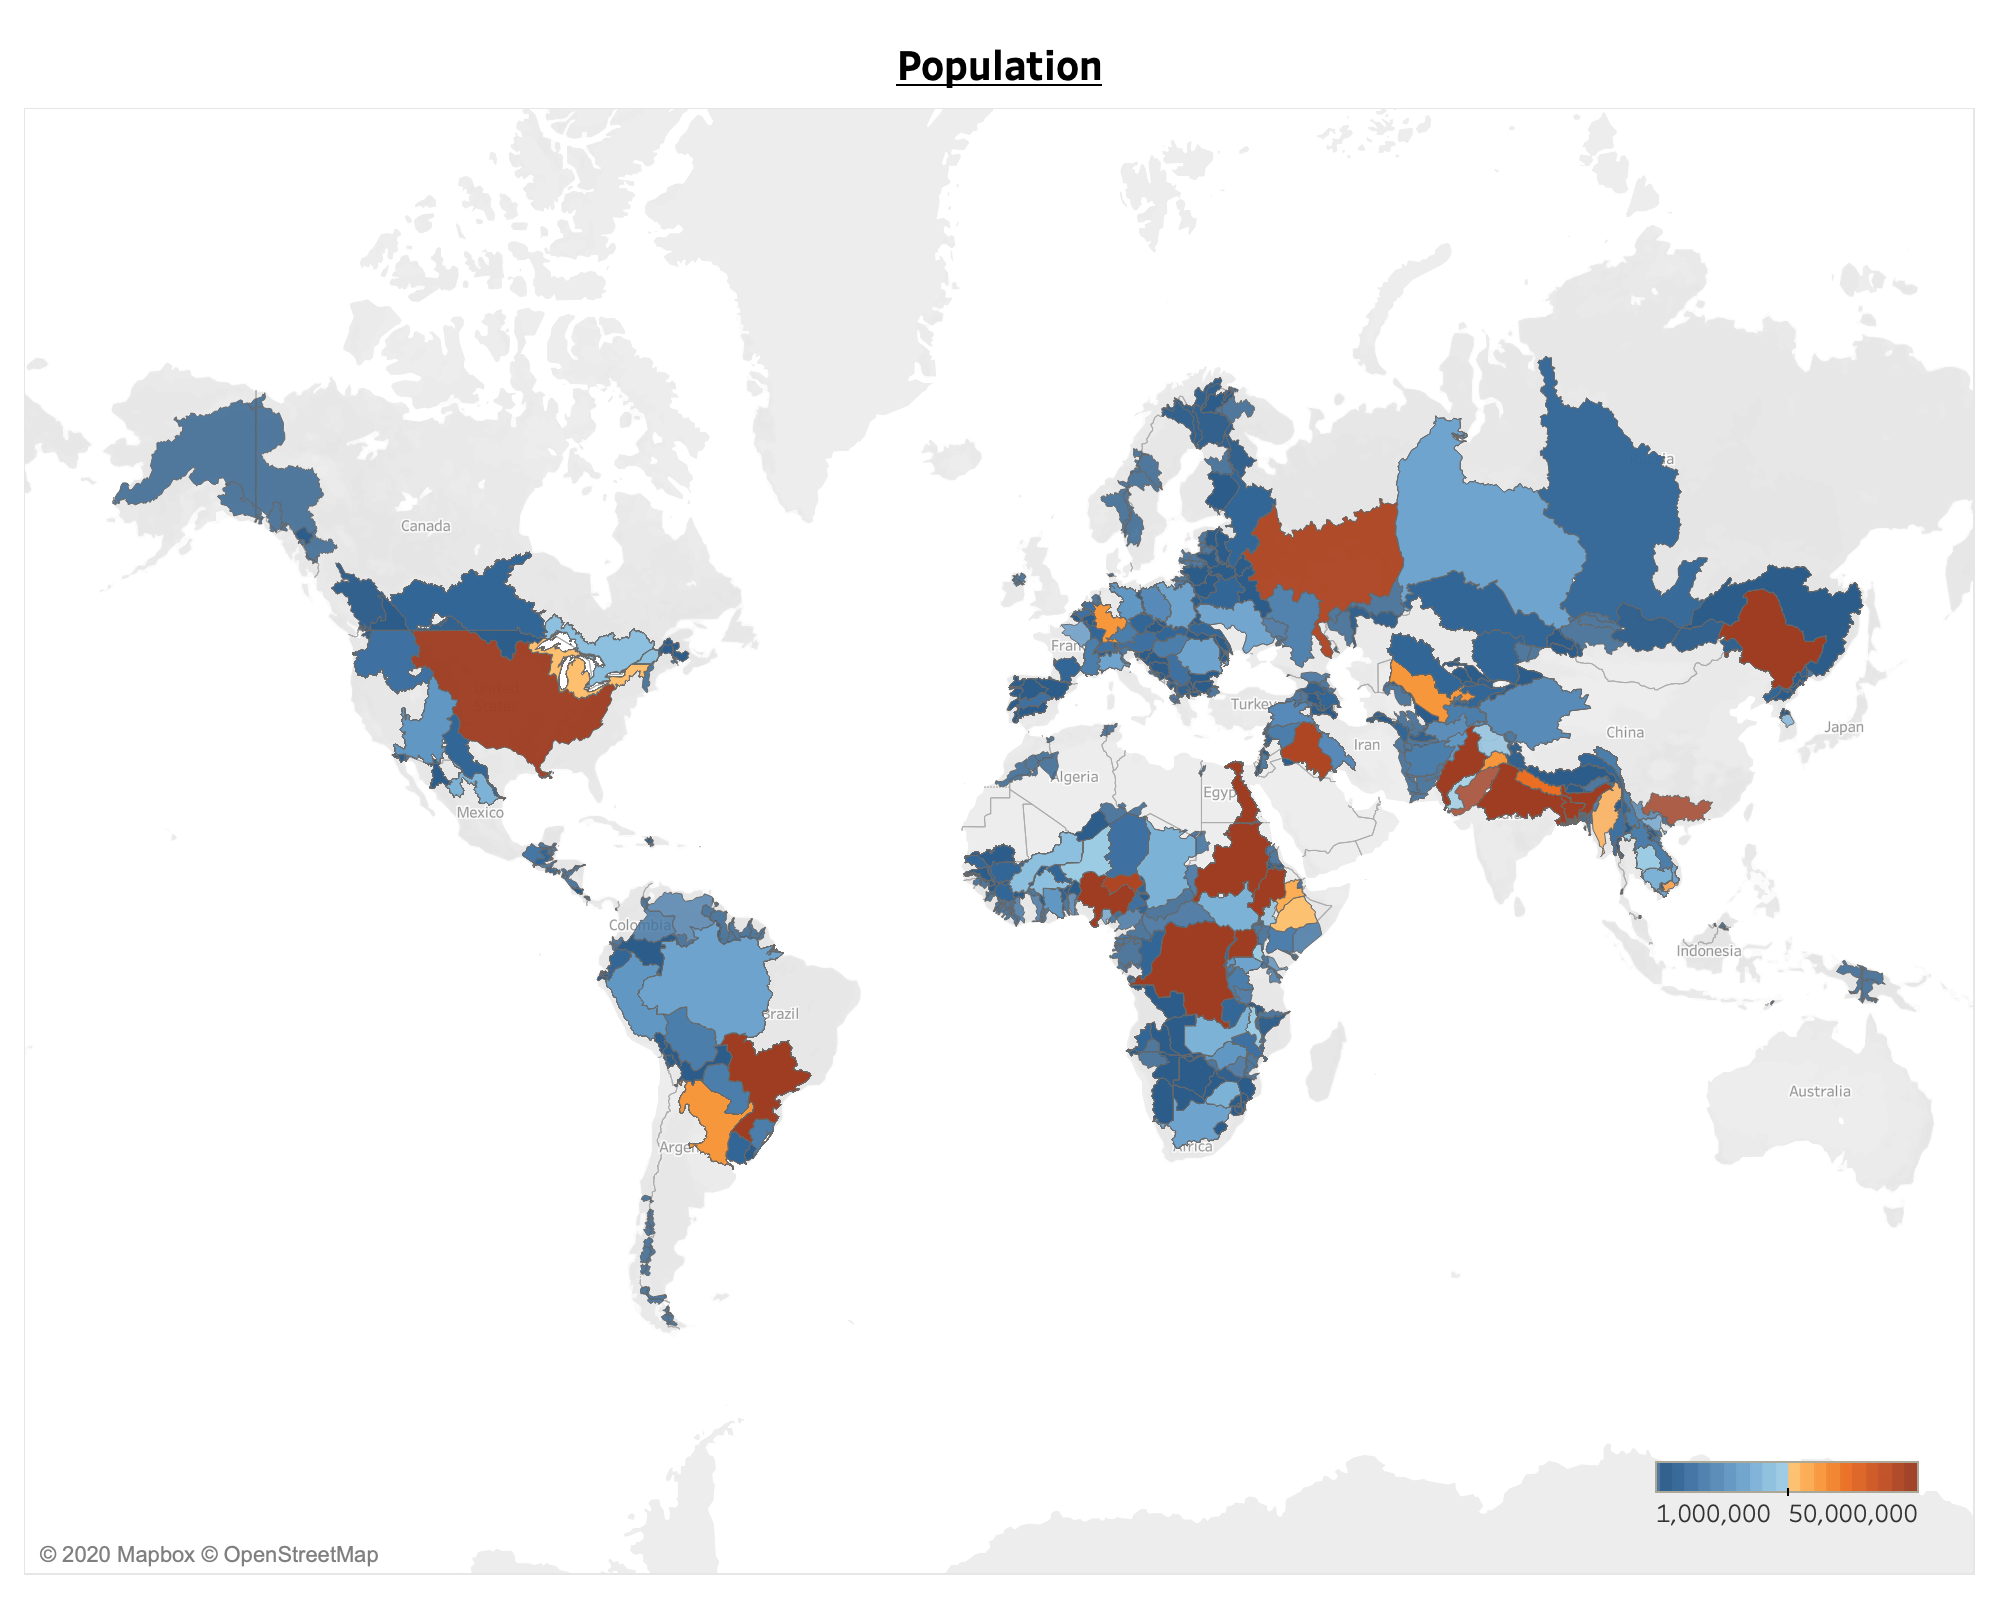 Population
Canada
Fran
Turkey
Iran
China
Japan
Algeria
Egyp
Mexico
Colombia
Indonesia
Brazil
Australia
Argen
Africa
1,000,000 50,000,000
© 2020 Mapbox © OpenStreetMap